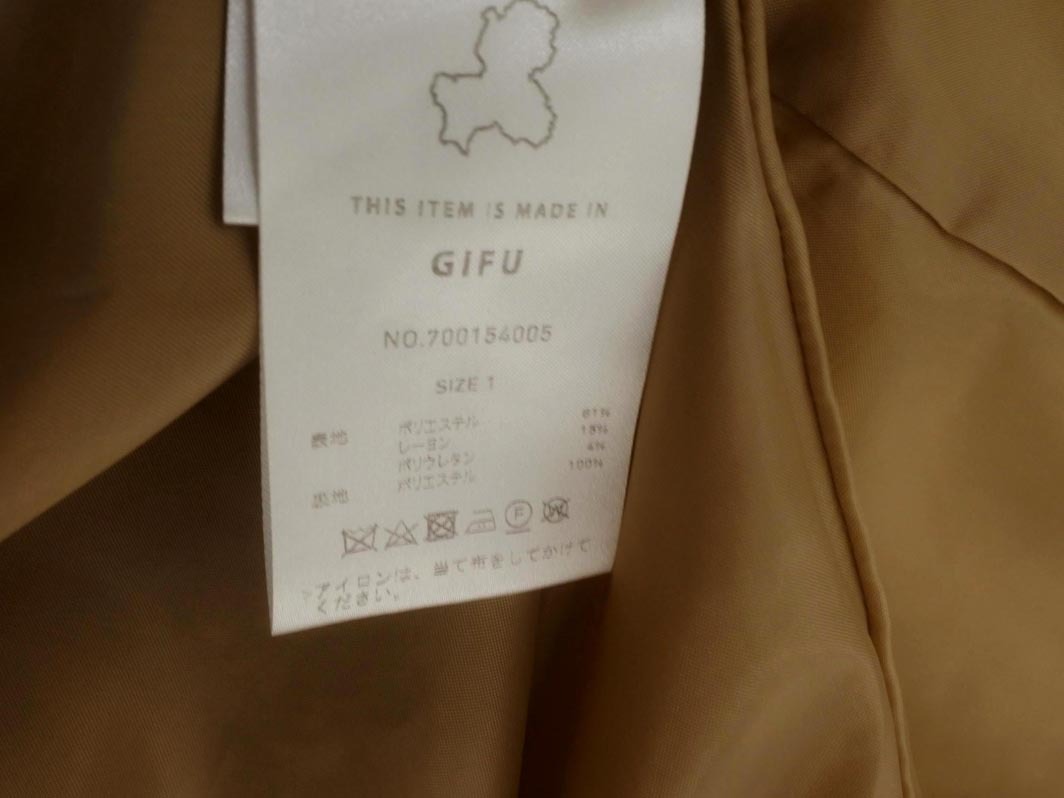 THIS ITEM IS MADE IN
GIFU
NO.700154005
SIZE 1
表地 ポリエステル
レーヨン 18%
ポリウレタン 4%
裏地 ポリエステル 100%
アイロンは、当て布をしてかけて
ください。